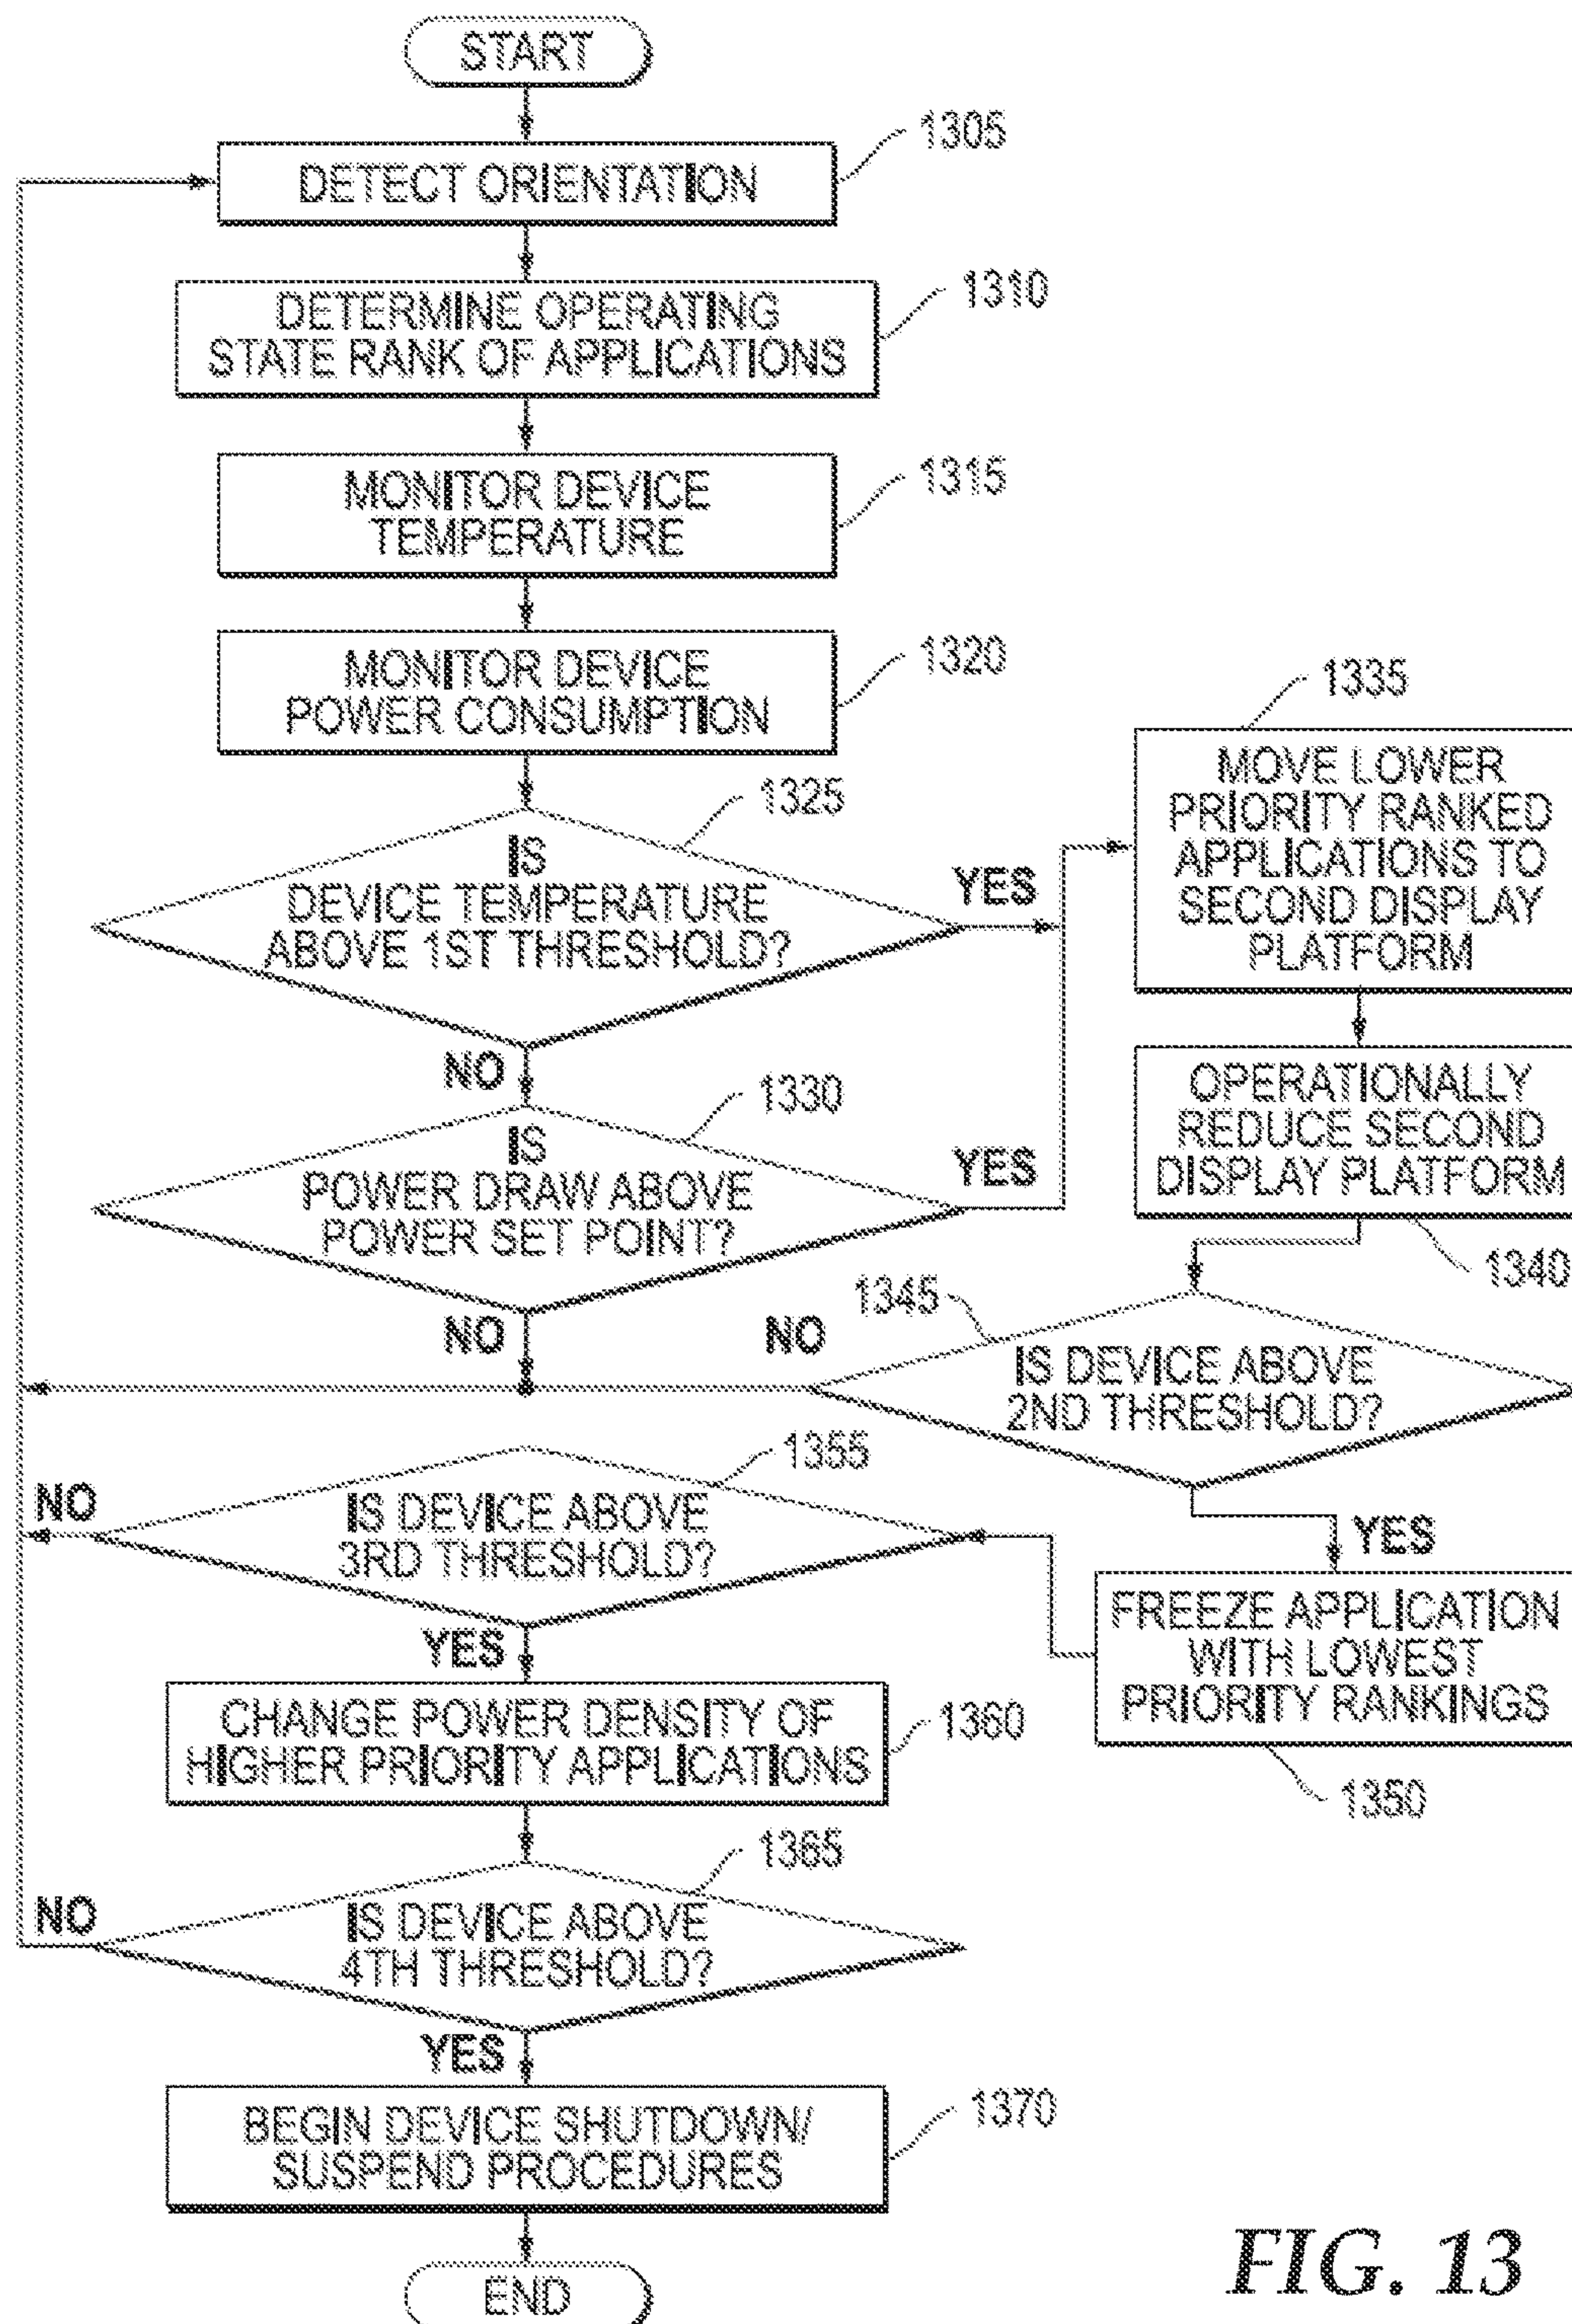 START
1305
DETECT ORIENTATION
1310
DETERMINE OPERATING
STATE RANK OF APPLICATIONS
1315
MONITOR DEVICE
TEMPERATURE
1320
MONITOR DEVICE
POWER CONSUMPTION
1325
IS
DEVICE TEMPERATURE
ABOVE 1ST THRESHOLD?
YES
NO
1330
IS
POWER DRAW ABOVE
POWER SET POINT?
YES
NO
1335
MOVE LOWER
PRIORITY RANKED
APPLICATIONS TO
SECOND DISPLAY
PLATFORM
OPERATIONALLY
REDUCE SECOND
DISPLAY PLATFORM
1340
1345
NO
IS DEVICE ABOVE
2ND THRESHOLD?
YES
FREEZE APPLICATION
WITH LOWEST
PRIORITY RANKINGS
1350
1355
NO
IS DEVICE ABOVE
3RD THRESHOLD?
YES
CHANGE POWER DENSITY OF
HIGHER PRIORITY APPLICATIONS
1360
1365
NO
IS DEVICE ABOVE
4TH THRESHOLD?
YES
BEGIN DEVICE SHUTDOWN/
SUSPEND PROCEDURES
1370
END
FIG. 13